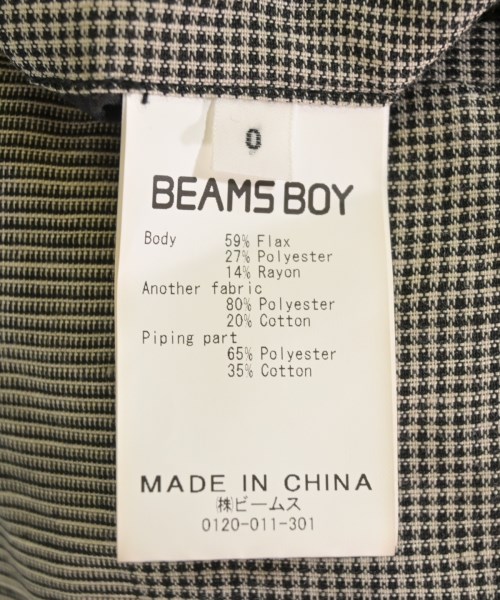 0
BEAMS BOY
Body 59% Flax
27% Polyester
14% Rayon
Another fabric
80% Polyester
20% Cotton
Piping part
65% Polyester
35% Cotton
MADE IN CHINA
㈱ビームス
0120-011-301